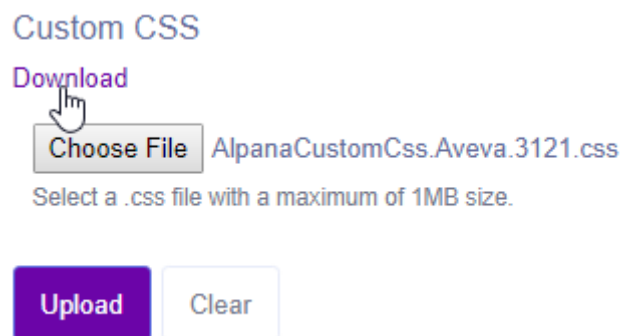 Custom CSS
Download
Choose File AlpanaCustomCss.Aveva.3121.css
Select a .css file with a maximum of 1MB size.
Upload Clear